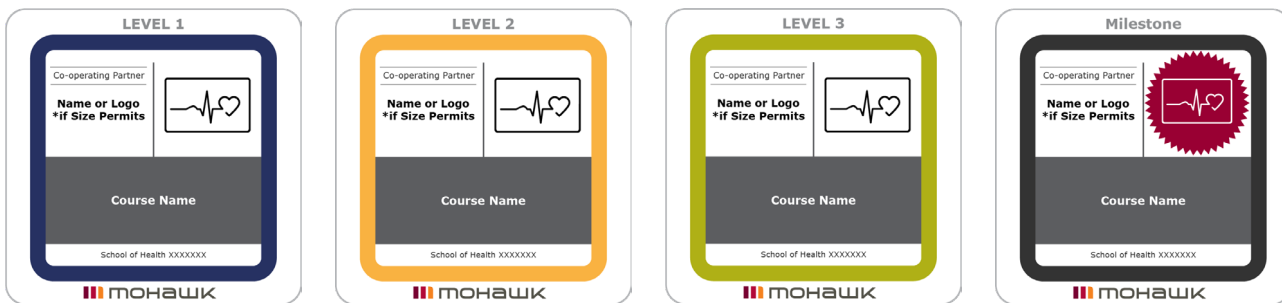 LEVEL 1
Co-operating Partner
Name or Logo
*if Size Permits
Course Name
School of Health XXXXXXX
mohawk
LEVEL 2
Co-operating Partner
Name or Logo
*if Size Permits
Course Name
School of Health XXXXXXX
mohawk
LEVEL 3
Co-operating Partner
Name or Logo
*if Size Permits
Course Name
School of Health XXXXXXX
mohawk
Milestone
Co-operating Partner
Name or Logo
*if Size Permits
Course Name
School of Health XXXXXXX
mohawk